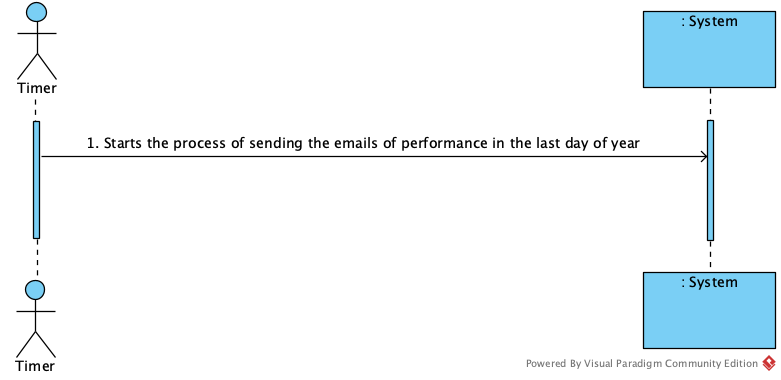 Timer
: System
1. Starts the process of sending the emails of performance in the last day of year
Timer
: System
Powered By Visual Paradigm Community Edition